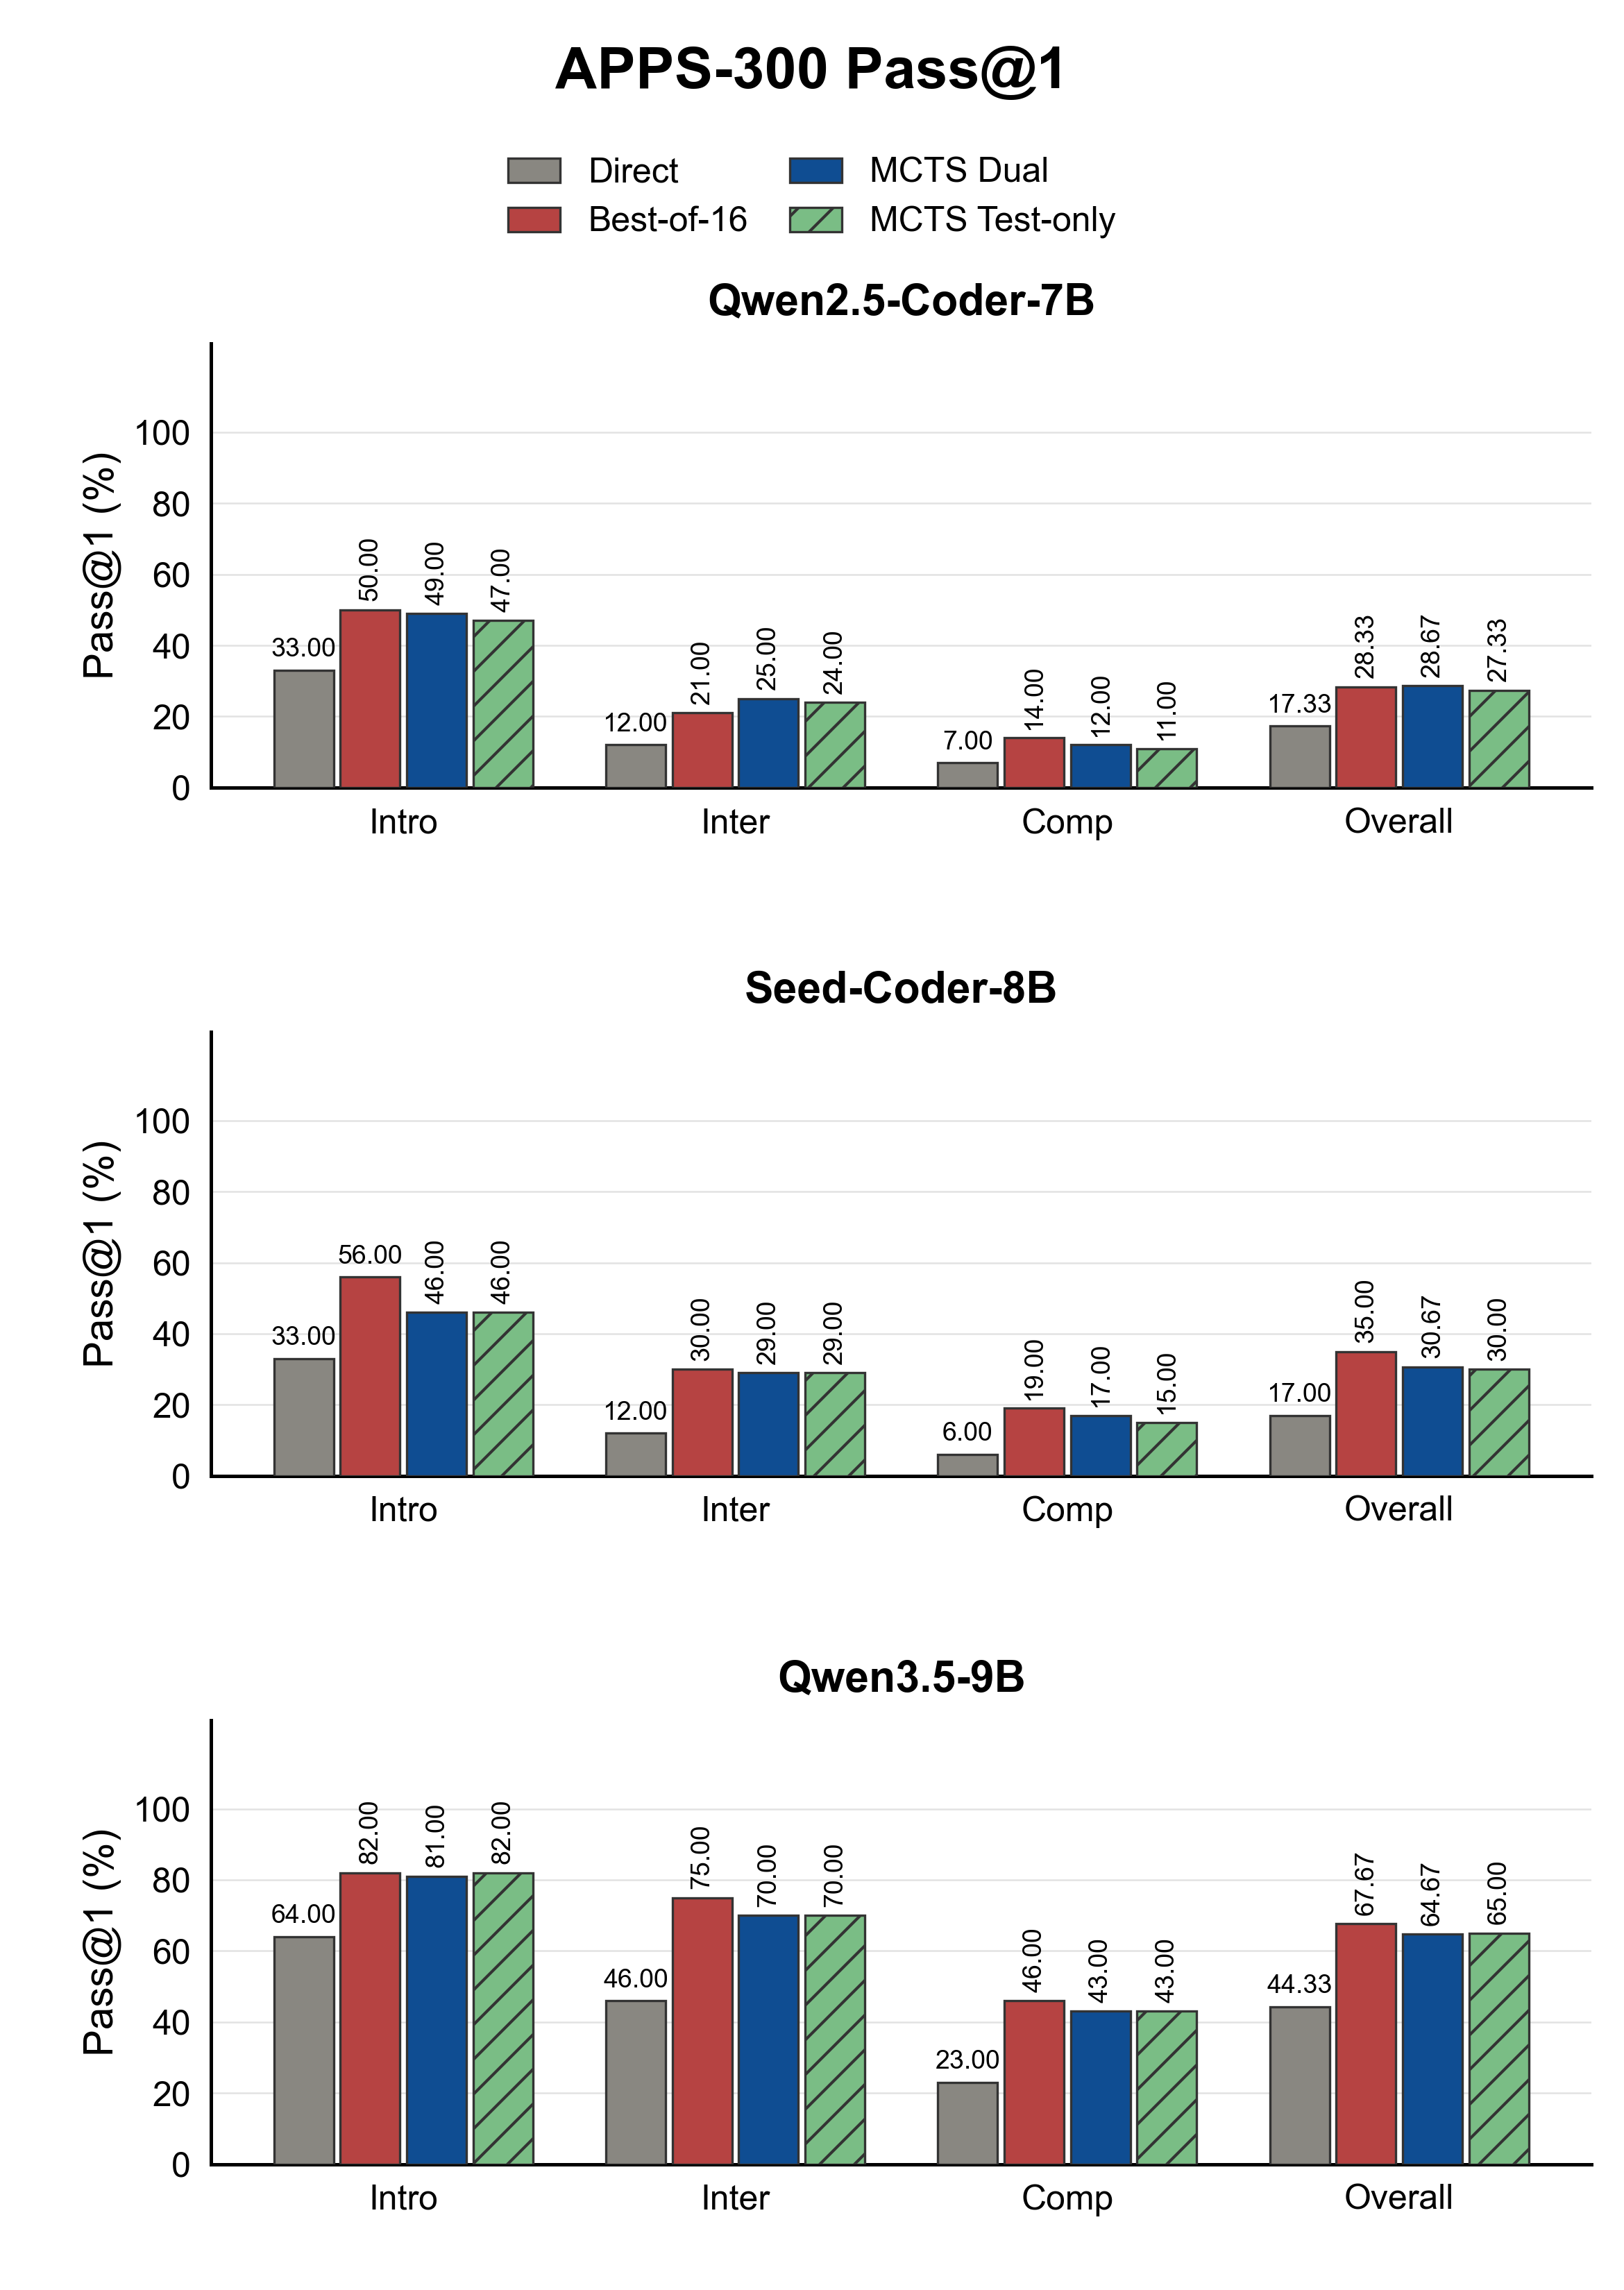 APPS-300 Pass@1
Direct
Best-of-16
MCTS Dual
MCTS Test-only
Qwen2.5-Coder-7B
Pass@1 (%)
100
80
60
40
20
0
33.00
50.00
49.00
47.00
12.00
21.00
25.00
24.00
7.00
14.00
12.00
11.00
17.33
28.33
28.67
27.33
Intro
Inter
Comp
Overall
Seed-Coder-8B
Pass@1 (%)
100
80
60
40
20
0
33.00
56.00
46.00
46.00
12.00
30.00
29.00
29.00
6.00
19.00
17.00
15.00
17.00
35.00
30.67
30.00
Intro
Inter
Comp
Overall
Qwen3.5-9B
Pass@1 (%)
100
80
60
40
20
0
64.00
82.00
81.00
82.00
46.00
75.00
70.00
70.00
23.00
46.00
43.00
43.00
44.33
67.67
64.67
65.00
Intro
Inter
Comp
Overall